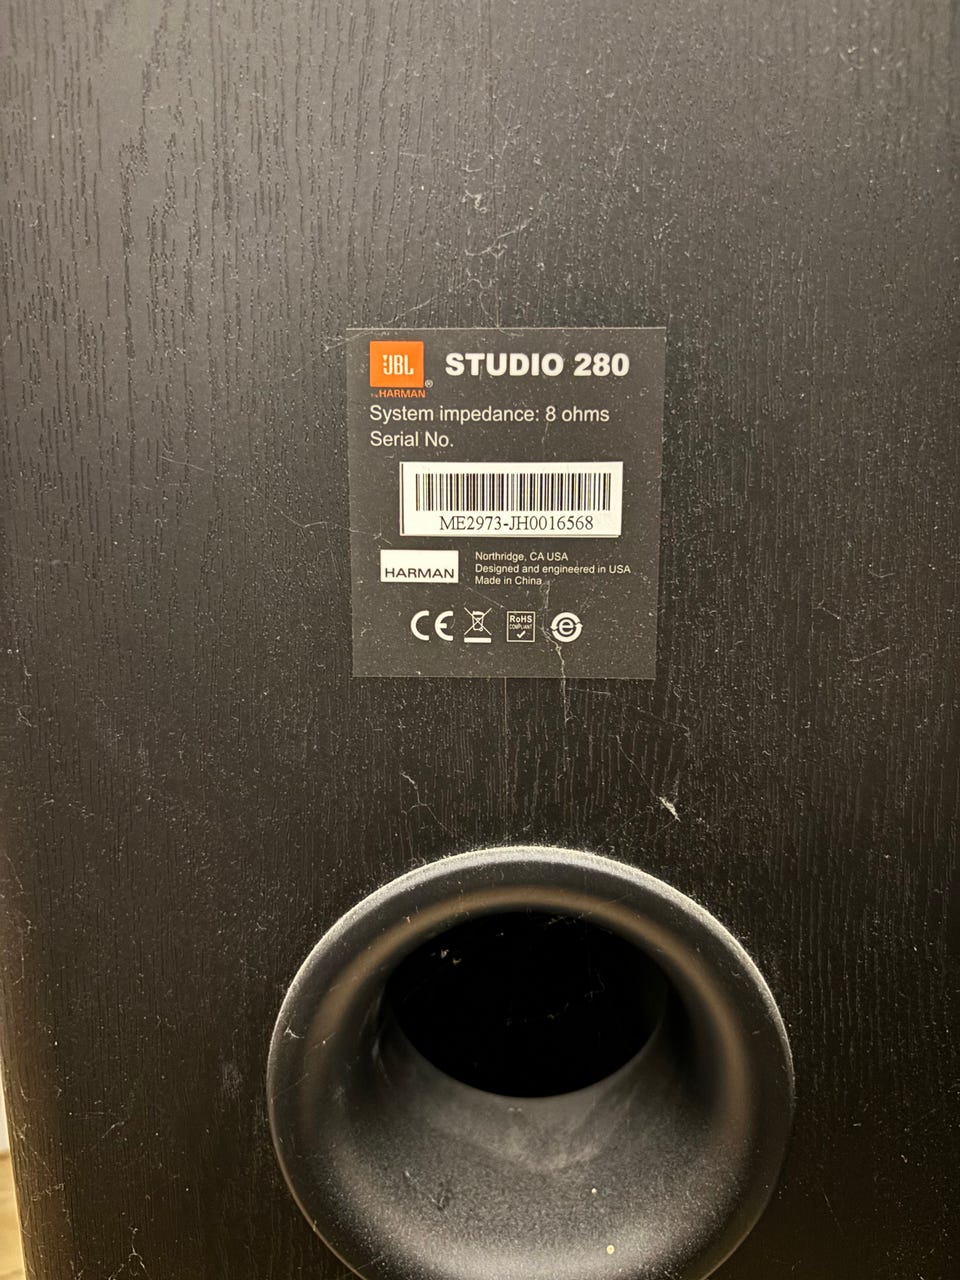 JBL
STUDIO 280
®
by HARMAN
System impedance: 8 ohms
Serial No.
ME2973-JH0016568
HARMAN
Northridge, CA USA
Designed and engineered in USA
Made in China
CE
RoHS
COMPLIANT
e